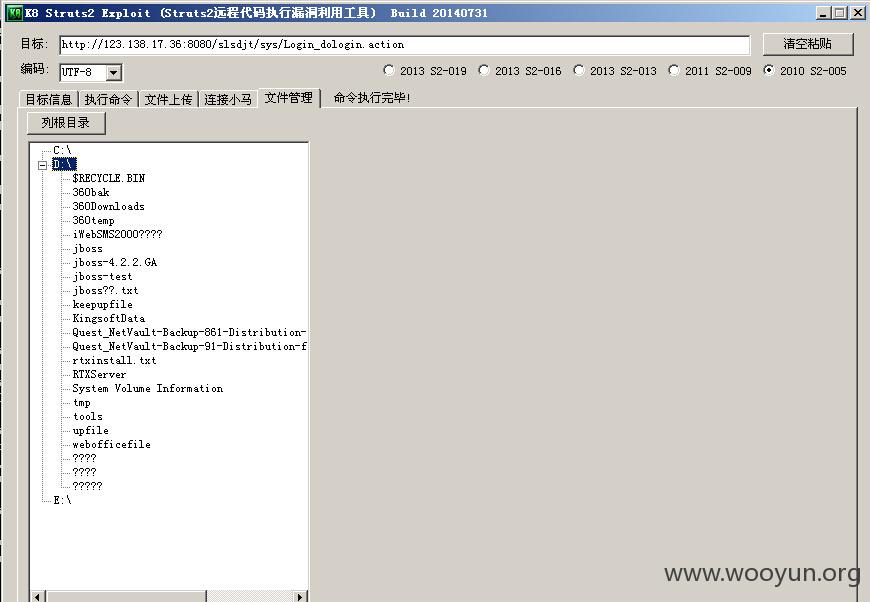 K8 Struts2 Exploit (Struts2远程代码执行漏洞利用工具) Build 20140731
目标: http://123.138.17.36:8080/slsdjt/sys/Login_dologin.action 清空粘贴
编码: UTF-8 2013 S2-019 2013 S2-016 2013 S2-013 2011 S2-009 2010 S2-005
目标信息 执行命令 文件上传 连接小马 文件管理 命令执行完毕!
列根目录
C:\
D:\
$RECYCLE.BIN
360bak
360Downloads
360temp
iWebSMS2000????
jboss
jboss-4.2.2.GA
jboss-test
jboss??.txt
keepupfile
KingsoftData
Quest_NetVault-Backup-861-Distribution-
Quest_NetVault-Backup-91-Distribution-f
rtxinstall.txt
RTXServer
System Volume Information
tmp
tools
upfile
webofficefile
????
????
?????
E:\
www.wooyun.org